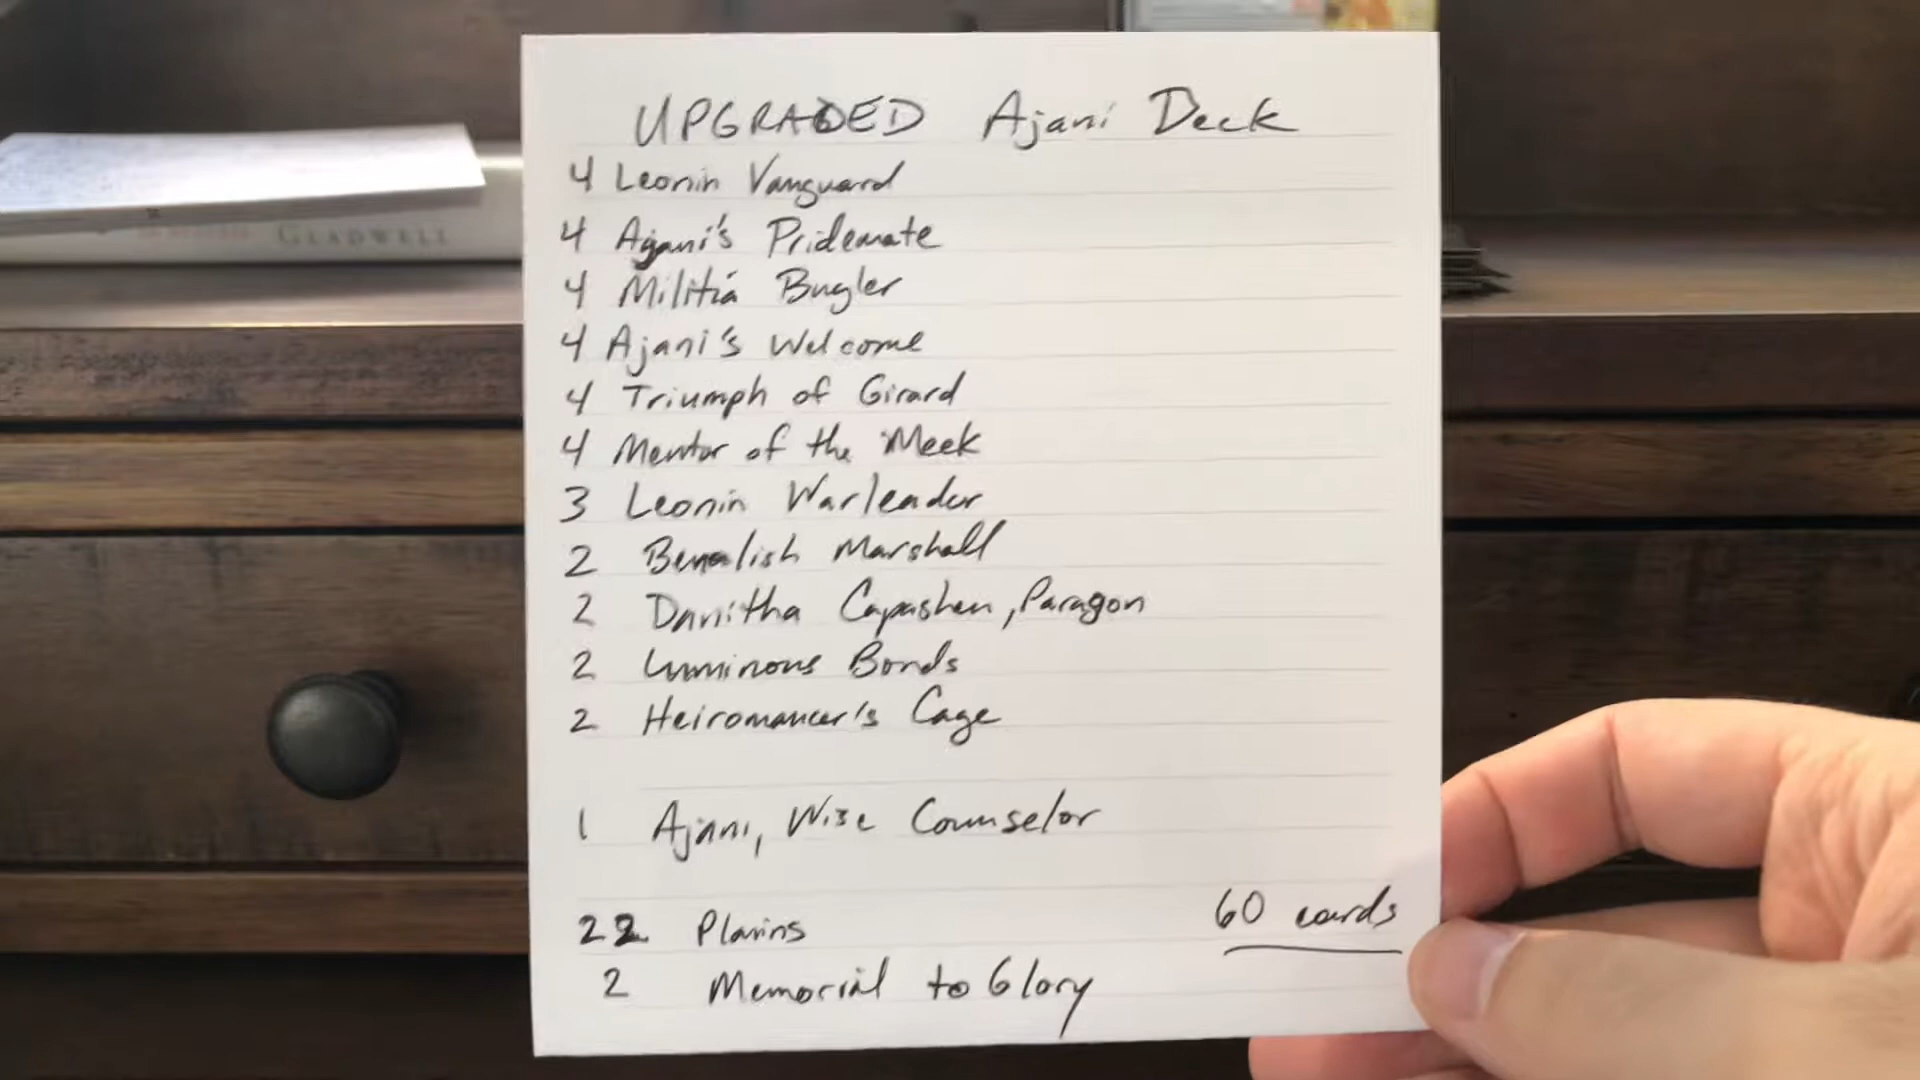 UPGRADED Ajani Deck
4 Leonin Vanguard
4 Ajani's Pridemate
4 Militia Bugler
4 Ajani's Welcome
4 Triumph of Girard
4 Mentor of the Meek
3 Leonin Warleader
2 Benalish Marshall
2 Danitha Capashen, Paragon
2 Luminous Bonds
2 Heiromancer's Cage
1 Ajani, Wise Counselor
22 Plains
60 cards
2 Memorial to Glory
GLADWELL